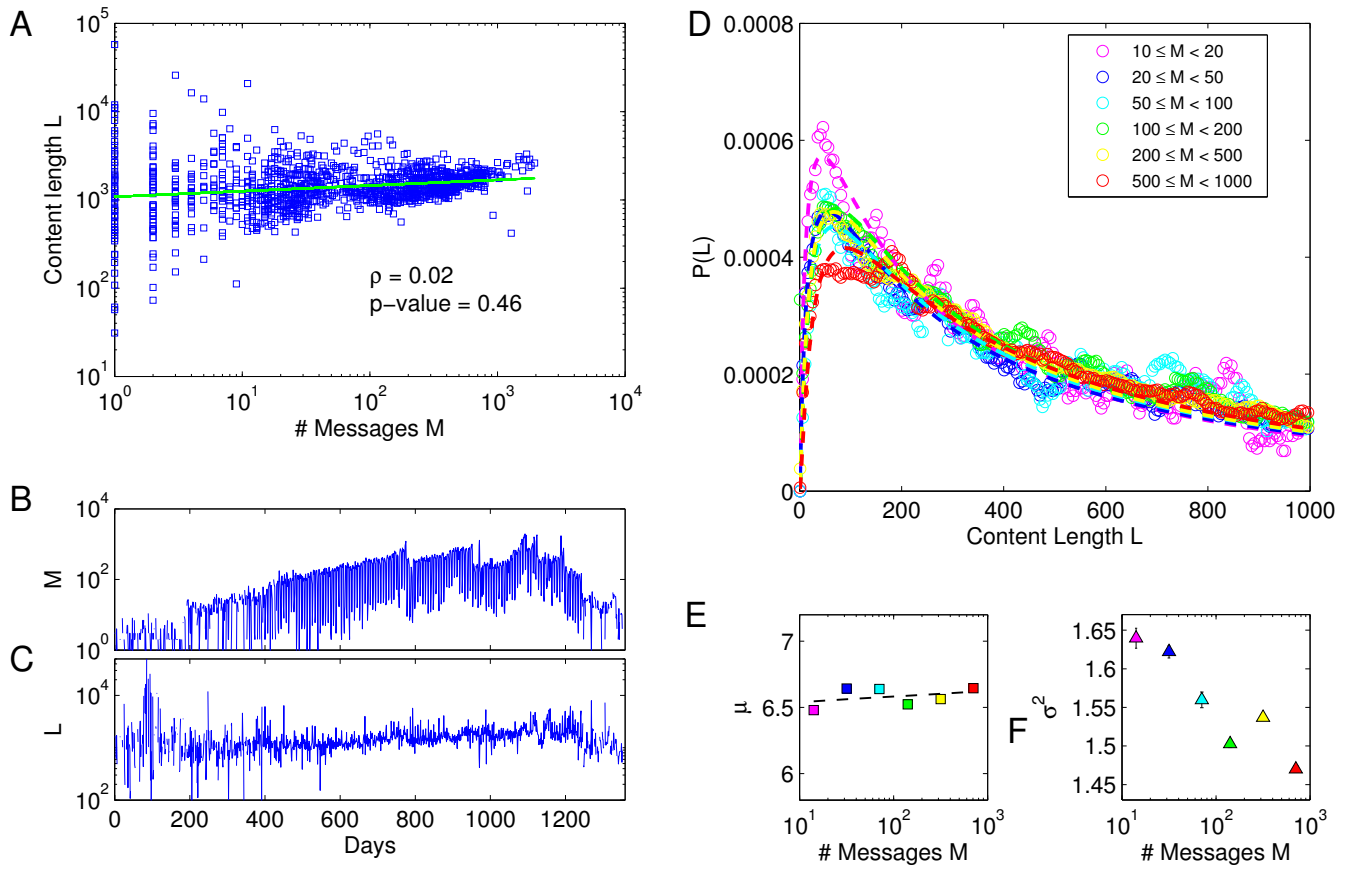 A
10^5
10^4
10^3
10^2
10^1
Content length L
ρ = 0.02
p−value = 0.46
10^0
10^1
10^2
10^3
10^4
# Messages M
B
10^4
10^2
10^0
M
C
10^4
10^2
L
0
200
400
600
800
1000
1200
Days
D
0.0008
0.0006
0.0004
0.0002
0
P(L)
10 ≤ M < 20
20 ≤ M < 50
50 ≤ M < 100
100 ≤ M < 200
200 ≤ M < 500
500 ≤ M < 1000
0
200
400
600
800
1000
Content Length L
E
7
6.5
6
μ
10^1
10^2
10^3
# Messages M
F
1.65
1.6
1.55
1.5
1.45
σ^2
10^1
10^2
10^3
# Messages M